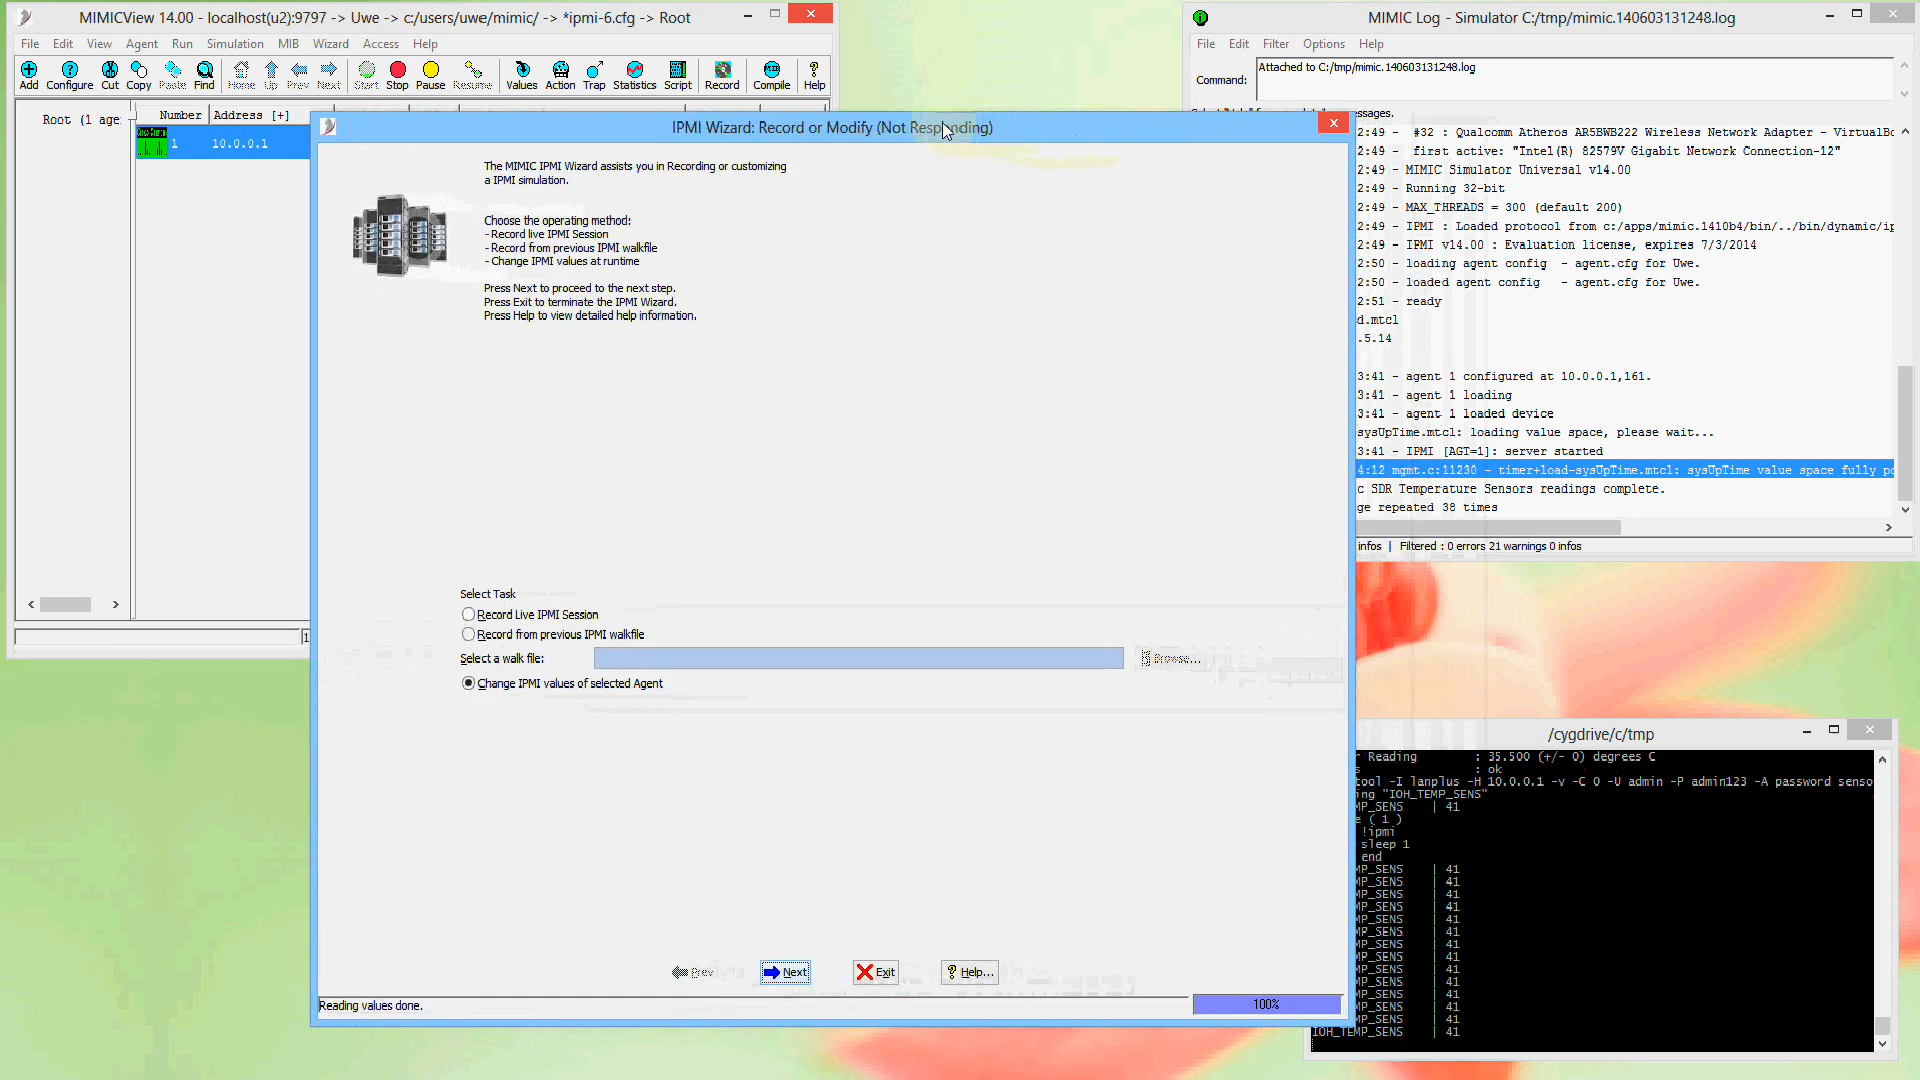 MIMICView 14.00 - localhost(u2):9797 -> Uwe -> c:/users/uwe/mimic/ -> *ipmi-6.cfg -> Root
File Edit View Agent Run Simulation MIB Wizard Access Help
Add Configure Cut Copy Paste Find Home Up Prev Next Start Stop Pause Resume Values Action Trap Statistics Script Record Compile Help
Root (1 age
Number Address [+]
1 10.0.0.1
MIMIC Log - Simulator C:/tmp/mimic.140603131248.log
File Edit Filter Options Help
Command: Attached to C:/tmp/mimic.140603131248.log
2:49 - #32 : Qualcomm Atheros AR5BWB222 Wireless Network Adapter - VirtualBo
2:49 - first active: "Intel(R) 82579V Gigabit Network Connection-12"
2:49 - MIMIC Simulator Universal v14.00
2:49 - Running 32-bit
2:49 - MAX_THREADS = 300 (default 200)
2:49 - IPMI : Loaded protocol from c:/apps/mimic.1410b4/bin/../bin/dynamic/ip
2:49 - IPMI v14.00 : Evaluation license, expires 7/3/2014
2:50 - loading agent config - agent.cfg for Uwe.
2:50 - loaded agent config - agent.cfg for Uwe.
2:51 - ready
d.mtcl
.5.14
3:41 - agent 1 configured at 10.0.0.1,161.
3:41 - agent 1 loading
3:41 - agent 1 loaded device
sysUpTime.mtcl: loading value space, please wait...
3:41 - IPMI [AGT=1]: server started
4:12 mgmt.c:11230 - timer+load-sysUpTime.mtcl: sysUpTime value space fully po
c SDR Temperature Sensors readings complete.
ge repeated 38 times
infos | Filtered : 0 errors 21 warnings 0 infos
IPMI Wizard: Record or Modify (Not Responding)
The MIMIC IPMI Wizard assists you in Recording or customizing
a IPMI simulation.
Choose the operating method:
- Record live IPMI Session
- Record from previous IPMI walkfile
- Change IPMI values at runtime
Press Next to proceed to the next step.
Press Exit to terminate the IPMI Wizard.
Press Help to view detailed help information.
Select Task
Record Live IPMI Session
Record from previous IPMI walkfile
Select a walk file: Browse...
Change IPMI values of selected Agent
Prev Next Exit Help...
Reading values done. 100%
/cygdrive/c/tmp
r Reading : 35.500 (+/- 0) degrees C
s : ok
tool -I lanplus -H 10.0.0.1 -v -C 0 -U admin -P admin123 -A password senso
ing "IOH_TEMP_SENS"
MP_SENS | 41
e ( 1 )
!ipmi
sleep 1
end
MP_SENS | 41
MP_SENS | 41
MP_SENS | 41
MP_SENS | 41
MP_SENS | 41
MP_SENS | 41
MP_SENS | 41
MP_SENS | 41
MP_SENS | 41
MP_SENS | 41
MP_SENS | 41
MP_SENS | 41
MP_SENS | 41
IOH_TEMP_SENS | 41